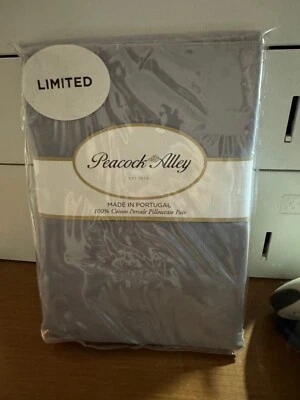 LIMITED
Peacock Alley
EST. 1973
MADE IN PORTUGAL
100% Cotton Percale Pillowcase Pair